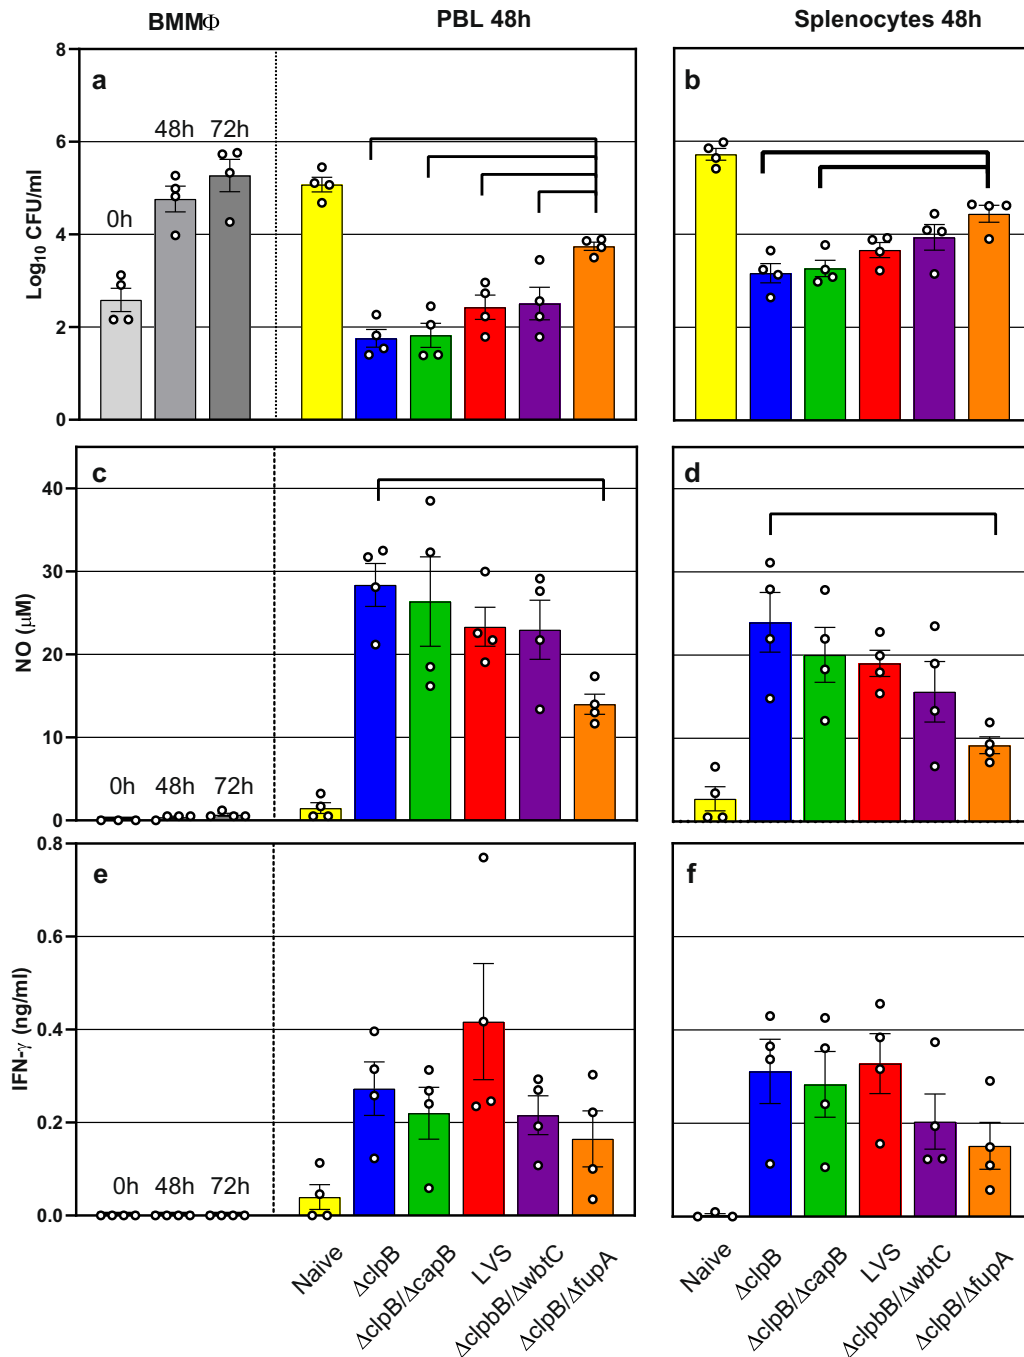 BMMΦ PBL 48h Splenocytes 48h
8
6
4
2
0
Log10 CFU/ml
a
0h
48h
72h
b
40
30
20
10
0
NO (μM)
c
0h 48h 72h
d
0.8
0.6
0.4
0.2
0.0
IFN-γ (ng/ml)
e
0h 48h 72h
f
Naive
ΔclpB
ΔclpB/ΔcapB
LVS
ΔclpbB/ΔwbtC
ΔclpB/ΔfupA
Naive
ΔclpB
ΔclpB/ΔcapB
LVS
ΔclpbB/ΔwbtC
ΔclpB/ΔfupA